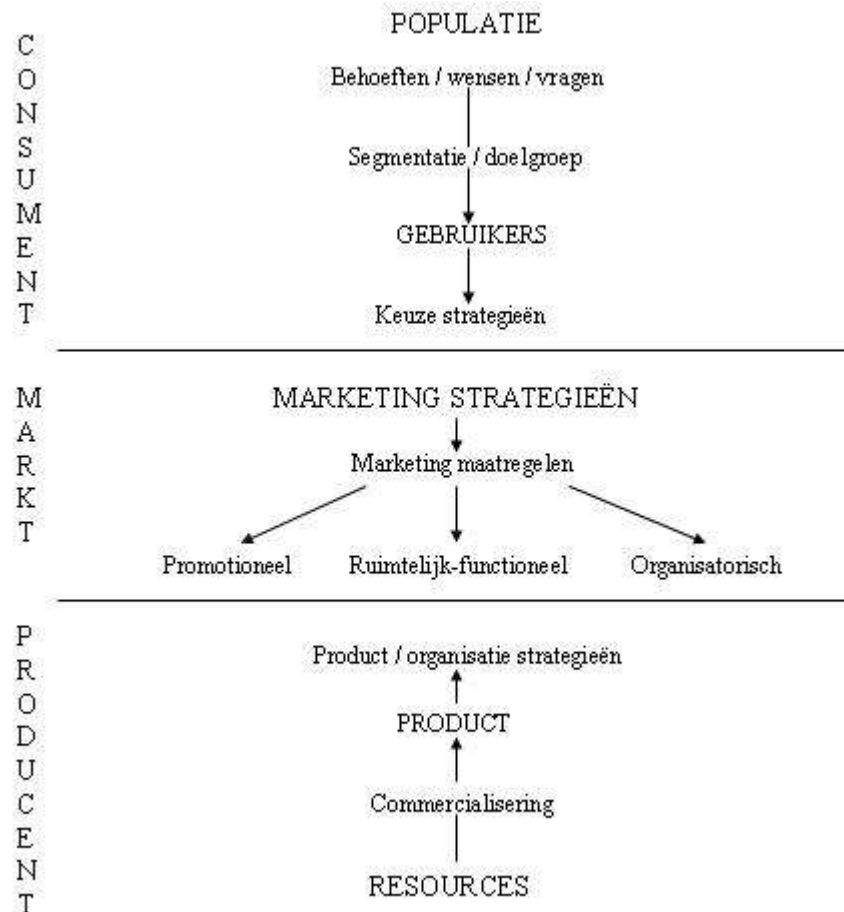 CONSUMENT
POPULATIE
Behoeften / wensen / vragen
Segmentatie / doelgroep
GEBRUIKERS
Keuze strategieën
MARKT
MARKETING STRATEGIEËN
Marketing maatregelen
Promotioneel Ruimtelijk-functioneel Organisatorisch
PRODUCENT
Product / organisatie strategieën
PRODUCT
Commercialisering
RESOURCES